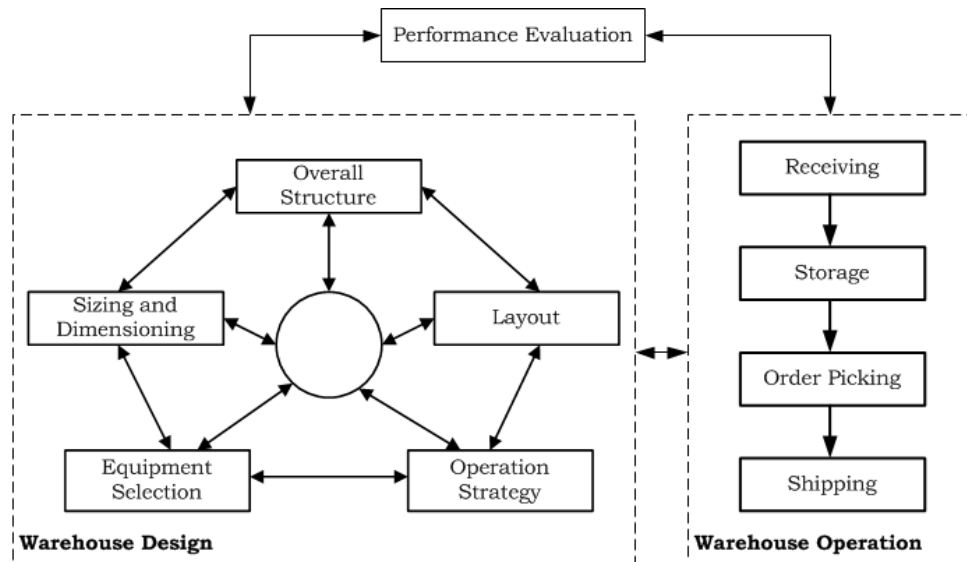 Performance Evaluation
Overall
Structure
Sizing and
Dimensioning
Layout
Equipment
Selection
Operation
Strategy
Warehouse Design
Receiving
Storage
Order Picking
Shipping
Warehouse Operation